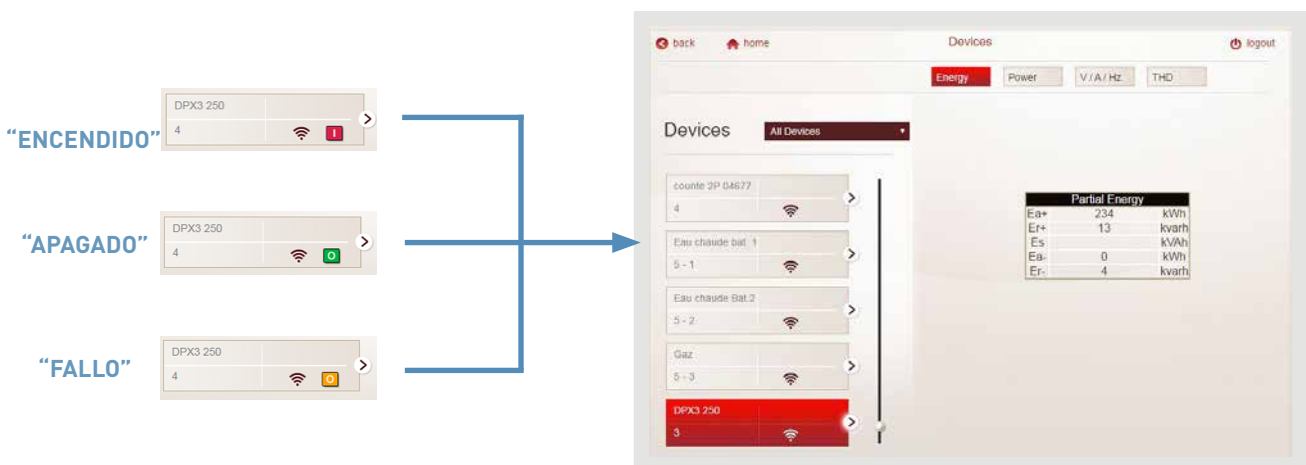 “ENCENDIDO”
DPX3 250
4
I
“APAGADO”
DPX3 250
4
O
“FALLO”
DPX3 250
4
O
back home Devices logout
Energy Power V / A / Hz THD
Devices All Devices
counte 2P 04677
4
Eau chaude bat. 1
5 - 1
Eau chaude Bat.2
5 - 2
Gaz
5 - 3
DPX3 250
3
Partial Energy
Ea+ 234 kWh
Er+ 13 kvarh
Es kVAh
Ea- 0 kWh
Er- 4 kvarh